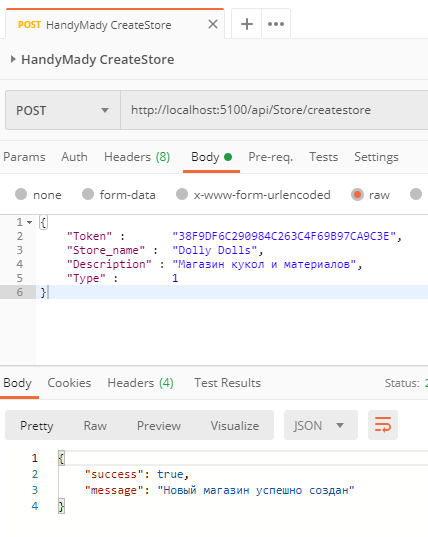 POST HandyMady CreateStore
HandyMady CreateStore
POST http://localhost:5100/api/Store/createstore
Params Auth Headers (8) Body Pre-req. Tests Settings
none form-data x-www-form-urlencoded raw
1 {
2 "Token" : "38F9DF6C290984C263C4F69B97CA9C3E",
3 "Store_name" : "Dolly Dolls",
4 "Description" : "Магазин кукол и материалов",
5 "Type" : 1
6 }
Body Cookies Headers (4) Test Results Status: 2
Pretty Raw Preview Visualize JSON
1 {
2 "success": true,
3 "message": "Новый магазин успешно создан"
4 }